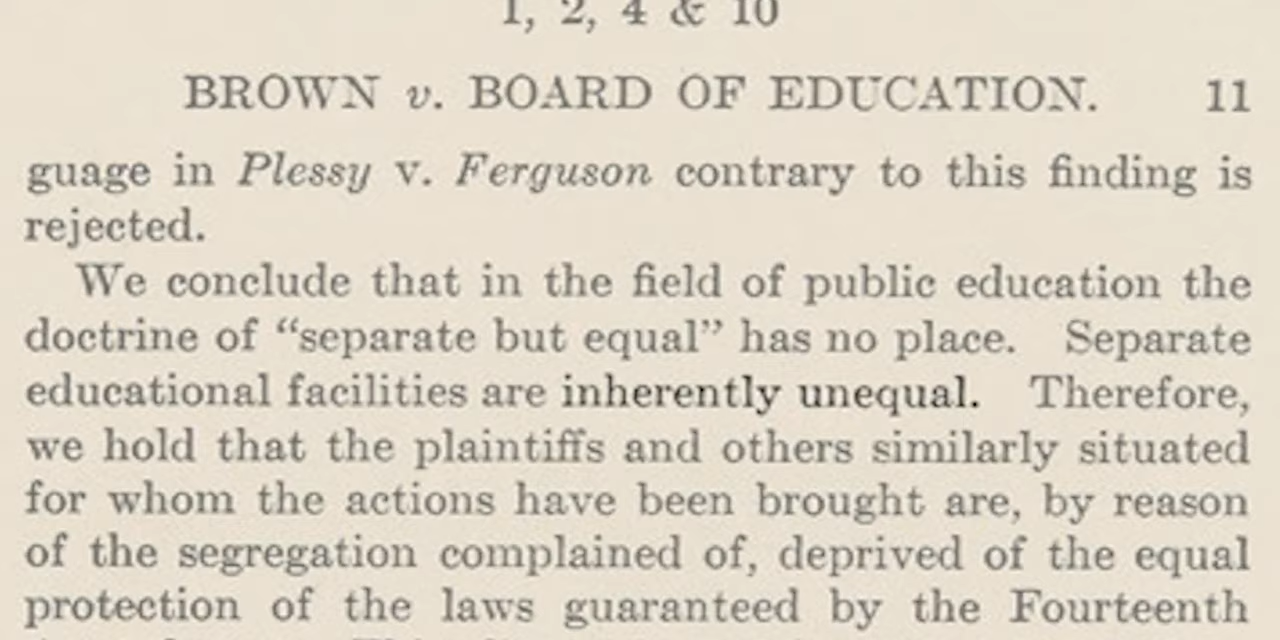 1, 2, 4 & 10
BROWN v. BOARD OF EDUCATION. 11
guage in Plessy v. Ferguson contrary to this finding is
rejected.
We conclude that in the field of public education the
doctrine of “separate but equal” has no place. Separate
educational facilities are inherently unequal. Therefore,
we hold that the plaintiffs and others similarly situated
for whom the actions have been brought are, by reason
of the segregation complained of, deprived of the equal
protection of the laws guaranteed by the Fourteenth